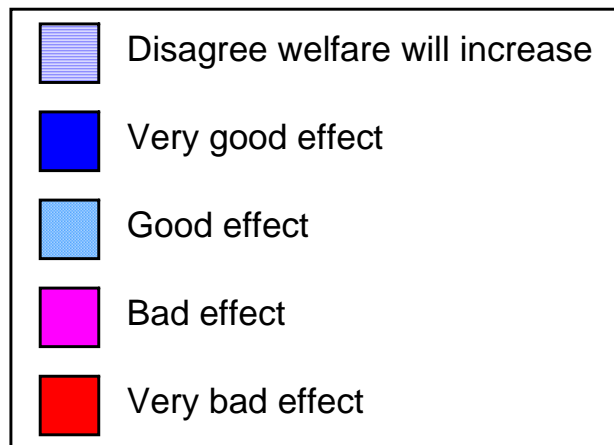 Disagree welfare will increase
Very good effect
Good effect
Bad effect
Very bad effect